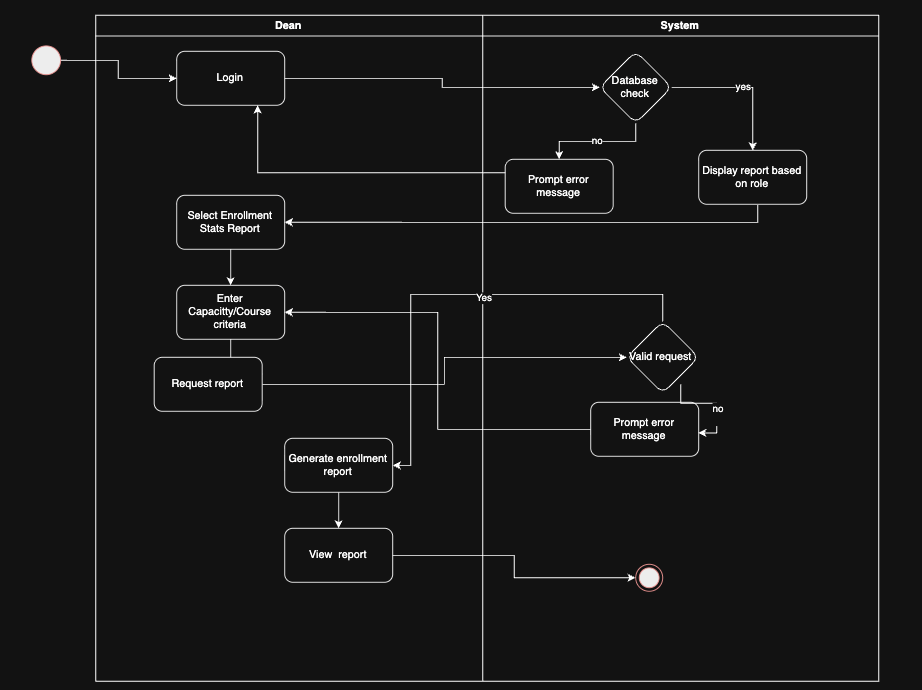 Dean
System
Login
Database
check
yes
no
Prompt error
message
Display report based
on role
Select Enrollment
Stats Report
Enter
Capacitty/Course
criteria
Yes
Valid request
Request report
no
Prompt error
message
Generate enrollment
report
View report